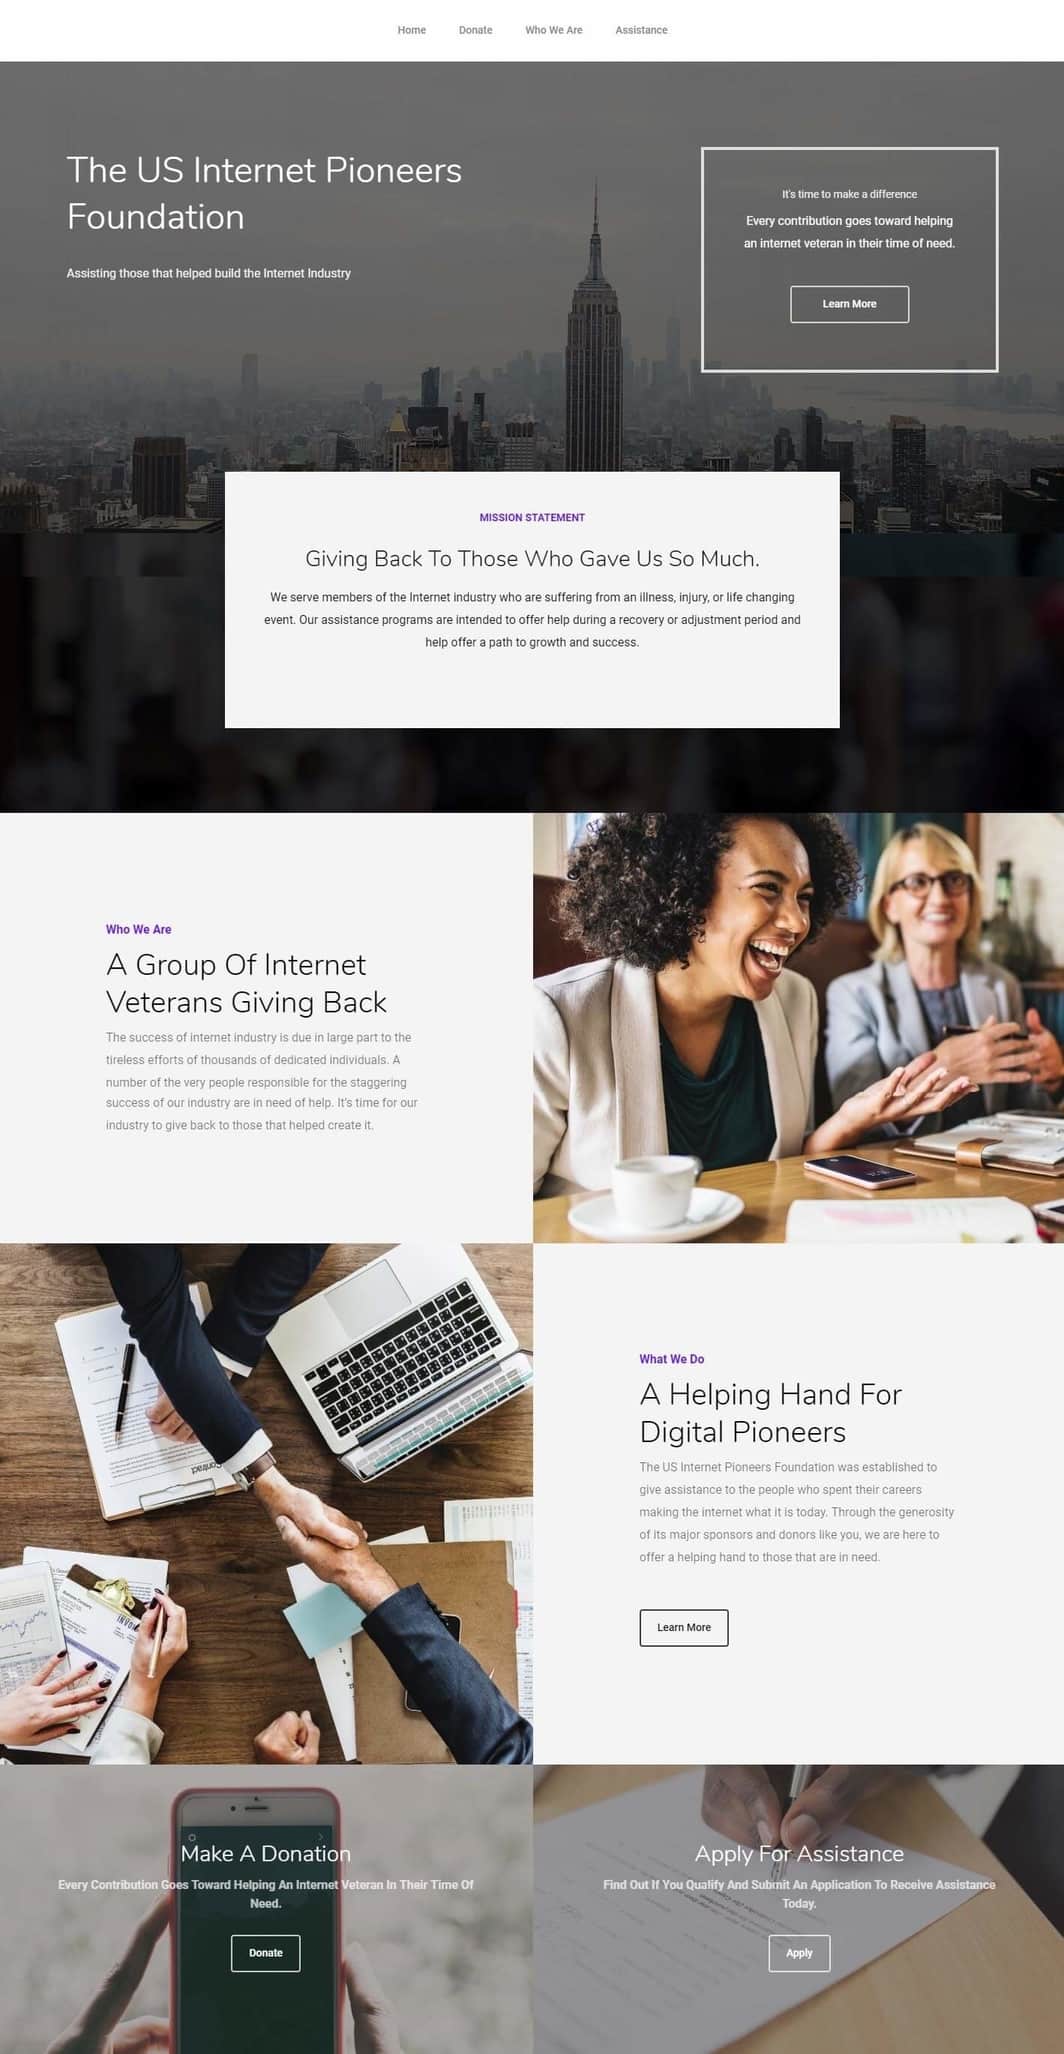 Home Donate Who We Are Assistance
The US Internet Pioneers
Foundation
Assisting those that helped build the Internet Industry
It's time to make a difference
Every contribution goes toward helping
an internet veteran in their time of need.
Learn More
MISSION STATEMENT
Giving Back To Those Who Gave Us So Much.
We serve members of the Internet industry who are suffering from an illness, injury, or life changing
event. Our assistance programs are intended to offer help during a recovery or adjustment period and
help offer a path to growth and success.
Who We Are
A Group Of Internet
Veterans Giving Back
The success of internet industry is due in large part to the
tireless efforts of thousands of dedicated individuals. A
number of the very people responsible for the staggering
success of our industry are in need of help. It's time for our
industry to give back to those that helped create it.
Contract
INVOI
What We Do
A Helping Hand For
Digital Pioneers
The US Internet Pioneers Foundation was established to
give assistance to the people who spent their careers
making the internet what it is today. Through the generosity
of its major sponsors and donors like you, we are here to
offer a helping hand to those that are in need.
Learn More
Make A Donation
Every Contribution Goes Toward Helping An Internet Veteran In Their Time Of
Need.
Donate
Apply For Assistance
Find Out If You Qualify And Submit An Application To Receive Assistance
Today.
Apply